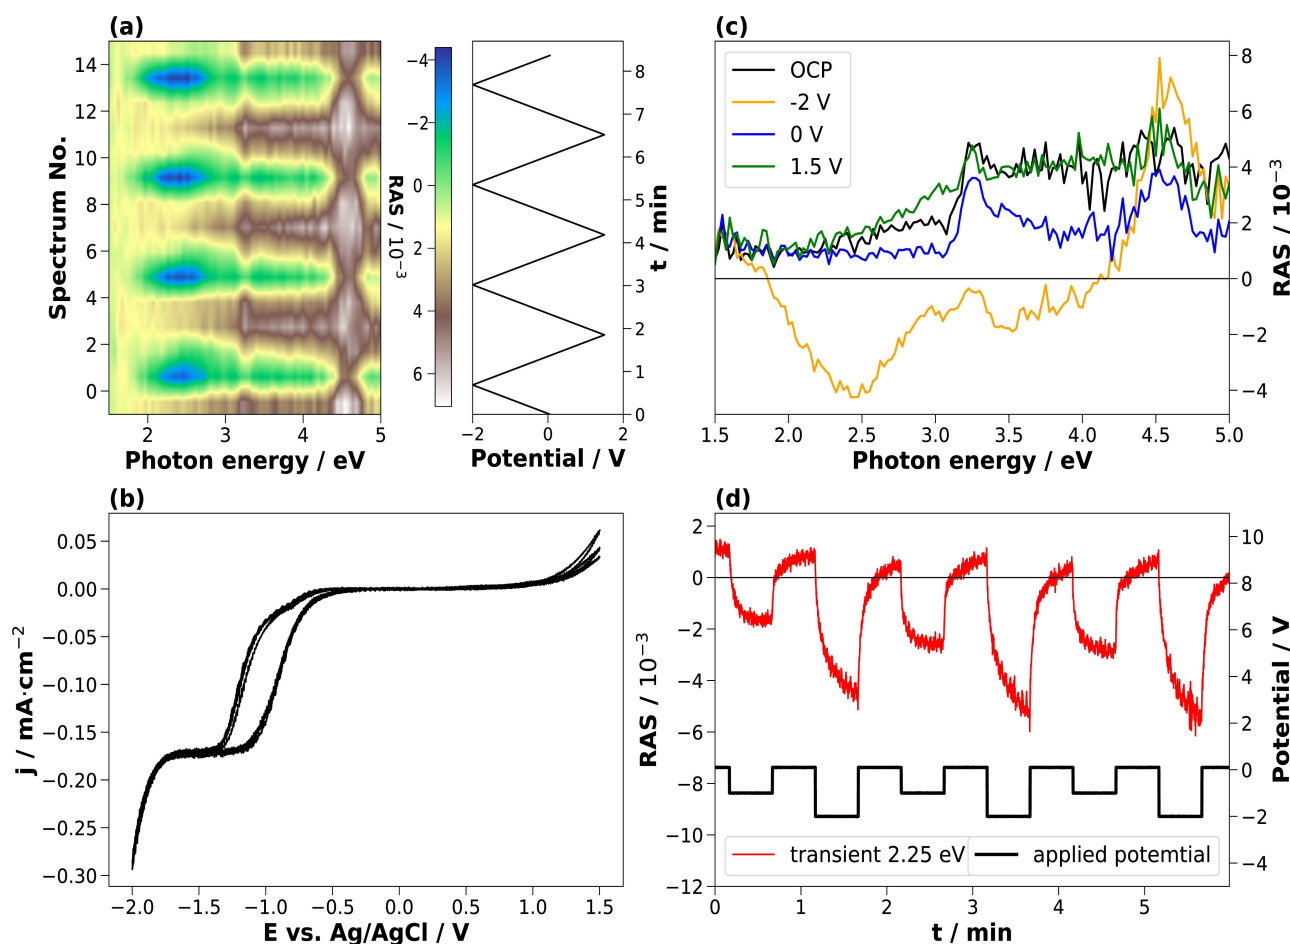 (a)
14
12
10
8
6
4
2
0
2 3 4 5
Photon energy / eV
Spectrum No.
−4
−2
0
2
4
6
RAS / 10⁻³
8
7
6
5
4
3
2
1
0
−2 0 2
Potential / V
t / min
(c)
OCP
-2 V
0 V
1.5 V
8
6
4
2
0
−2
−4
RAS / 10⁻³
1.5 2.0 2.5 3.0 3.5 4.0 4.5 5.0
Photon energy / eV
(b)
0.05
0.00
−0.05
−0.10
−0.15
−0.20
−0.25
−0.30
j / mA·cm⁻²
−2.0 −1.5 −1.0 −0.5 0.0 0.5 1.0 1.5
E vs. Ag/AgCl / V
(d)
2
0
−2
−4
−6
−8
−10
−12
RAS / 10⁻³
10
8
6
4
2
0
−2
−4
Potential / V
transient 2.25 eV
applied potemtial
0 1 2 3 4 5
t / min